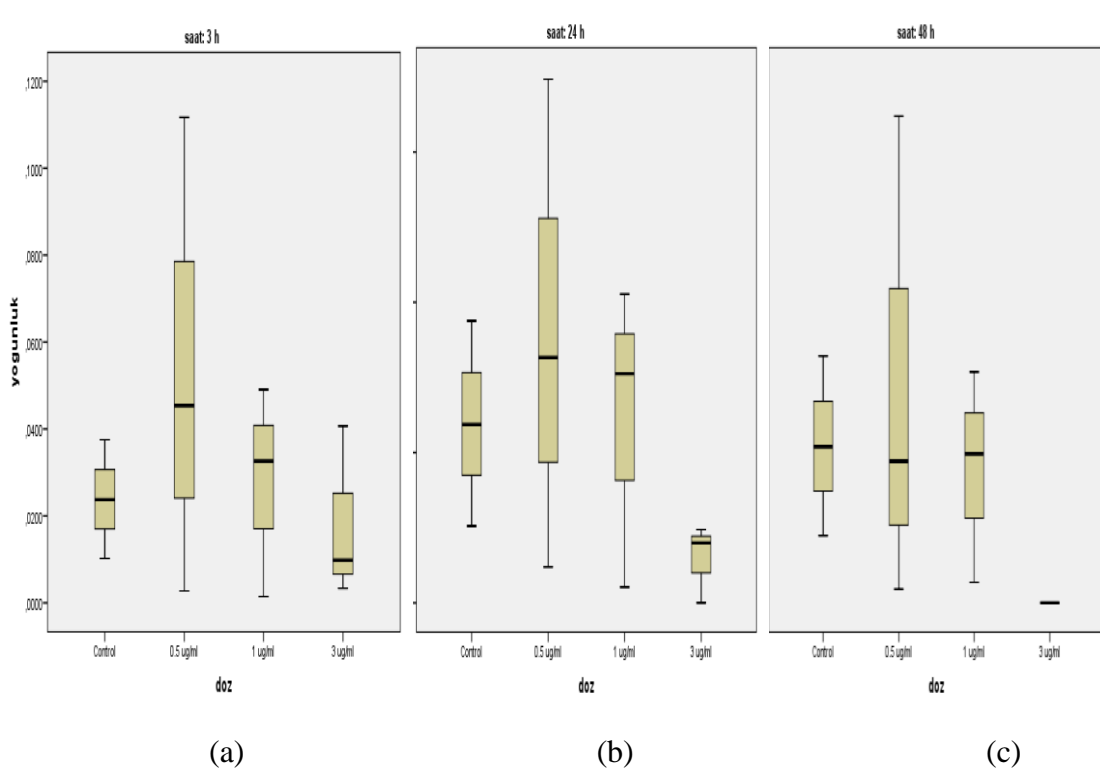 saat: 3 h
saat: 24 h
saat: 48 h
yogunluk
,1200
,1000
,0800
,0600
,0400
,0200
,0000
Control 0.5 ug/ml 1 ug/ml 3 ug/ml
Control 0.5 ug/ml 1 ug/ml 3 ug/ml
Control 0.5 ug/ml 1 ug/ml 3 ug/ml
doz
doz
doz
(a)
(b)
(c)